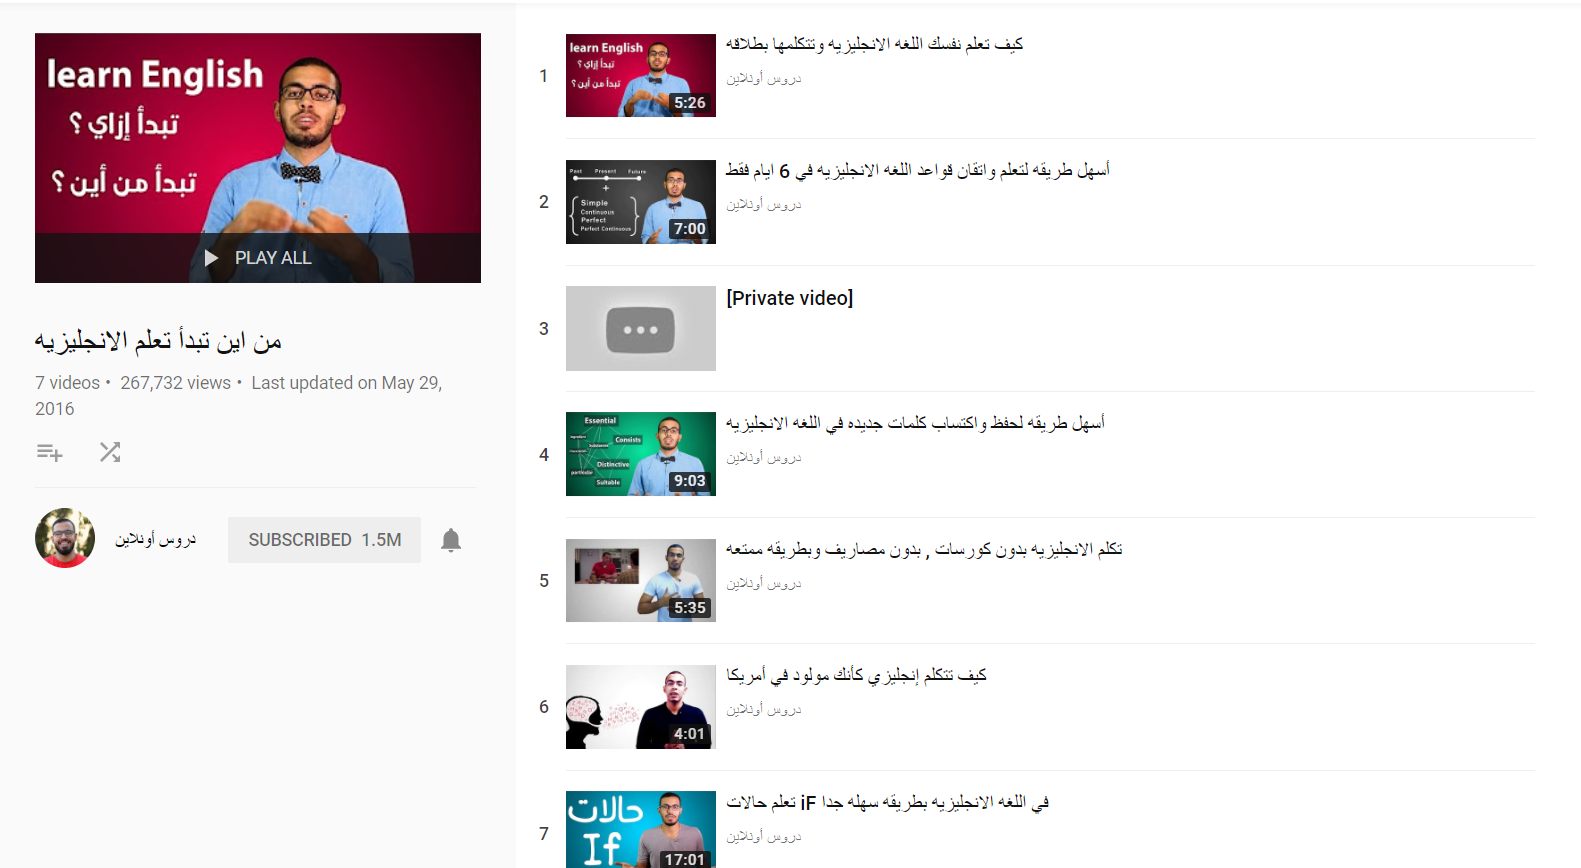 learn English
تبدأ إزاي ؟
تبدأ من أين ؟
PLAY ALL
من اين تبدأ تعلم الانجليزيه
7 videos • 267,732 views • Last updated on May 29,
2016
دروس أونلاين
SUBSCRIBED 1.5M
1
learn English
تبدأ إزاي ؟
تبدأ من أين ؟
5:26
كيف تعلم نفسك اللغه الانجليزيه وتتكلمها بطلاقه
دروس أونلاين
2
Past Present Future
+
Simple
Continuous
Perfect
Perfect Continuous
7:00
أسهل طريقه لتعلم واتقان قواعد اللغه الانجليزيه في 6 ايام فقط
دروس أونلاين
3
[Private video]
4
Essential
Consists
Distinctive
particular
Suitable
9:03
أسهل طريقه لحفظ واكتساب كلمات جديده في اللغه الانجليزيه
دروس أونلاين
5
5:35
تكلم الانجليزيه بدون كورسات , بدون مصاريف وبطريقه ممتعه
دروس أونلاين
6
4:01
كيف تتكلم إنجليزي كأنك مولود في أمريكا
دروس أونلاين
7
حالات
If
17:01
في اللغه الانجليزيه بطريقه سهله جدا iF تعلم حالات
دروس أونلاين